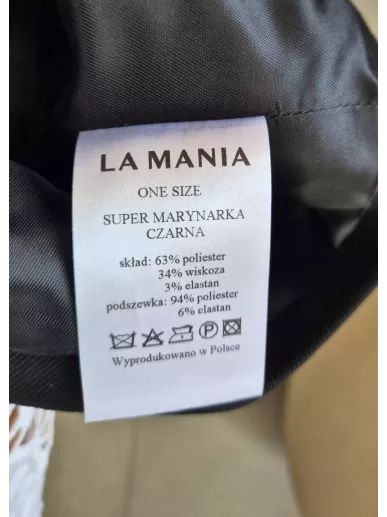 LA MANIA
ONE SIZE
SUPER MARYNARKA
CZARNA
skład: 63% poliester
34% wiskoza
3% elastan
podszewka: 94% poliester
6% elastan
P
Wyprodukowano w Polsce